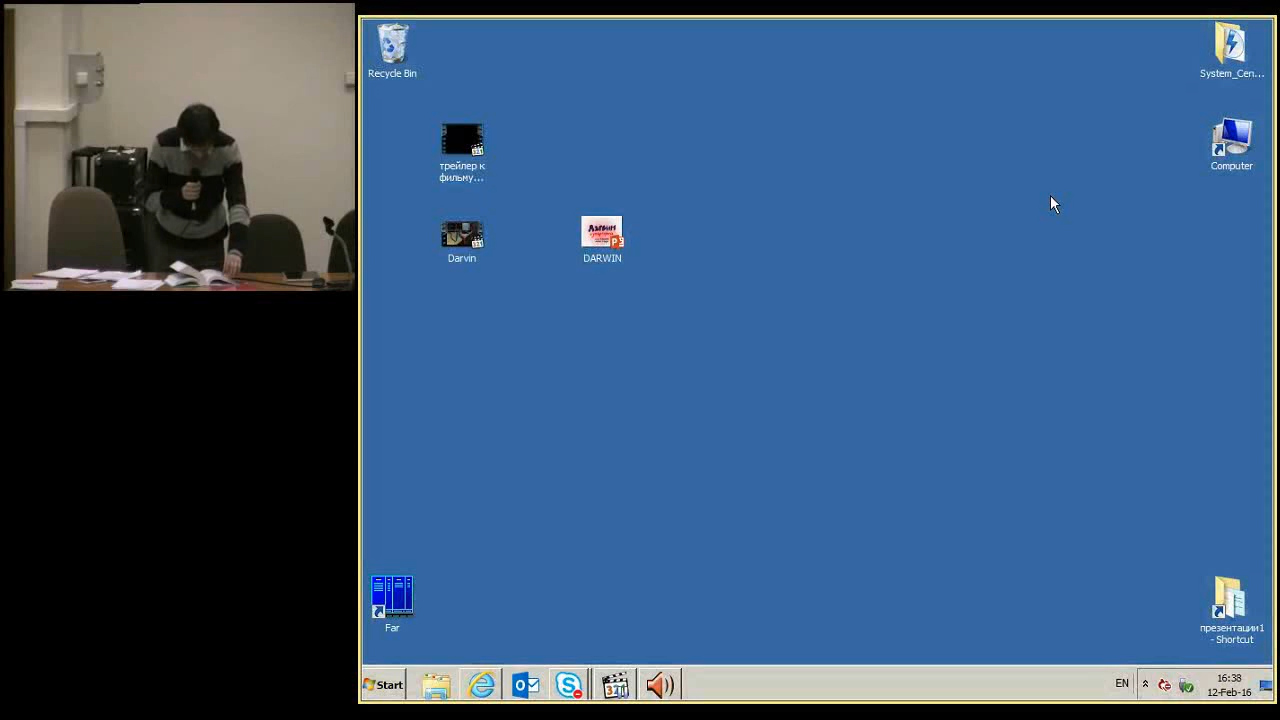 Recycle Bin
System_Cen...
трейлер к
фильму...
Computer
Darvin
DARWIN
Far
презентации1
- Shortcut
Start
EN
16:38
12-Feb-16